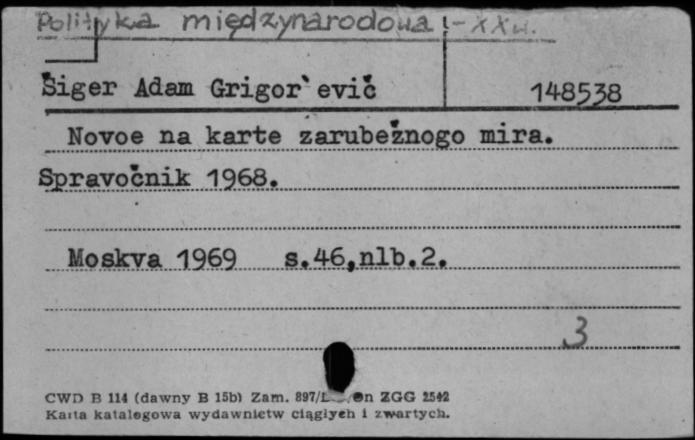 Polityka międzynarodowa - XXw.
Šiger Adam Grigor`evič 148538
Novoe na karte zarubežnogo mira.
Spravočnik 1968.
Moskva 1969 s.46,nlb.2.
3
CWD B 114 (dawny B 15b) Zam. 897/ ZGG 2542
Karta katalogowa wydawnictw ciągłych i zwartych.